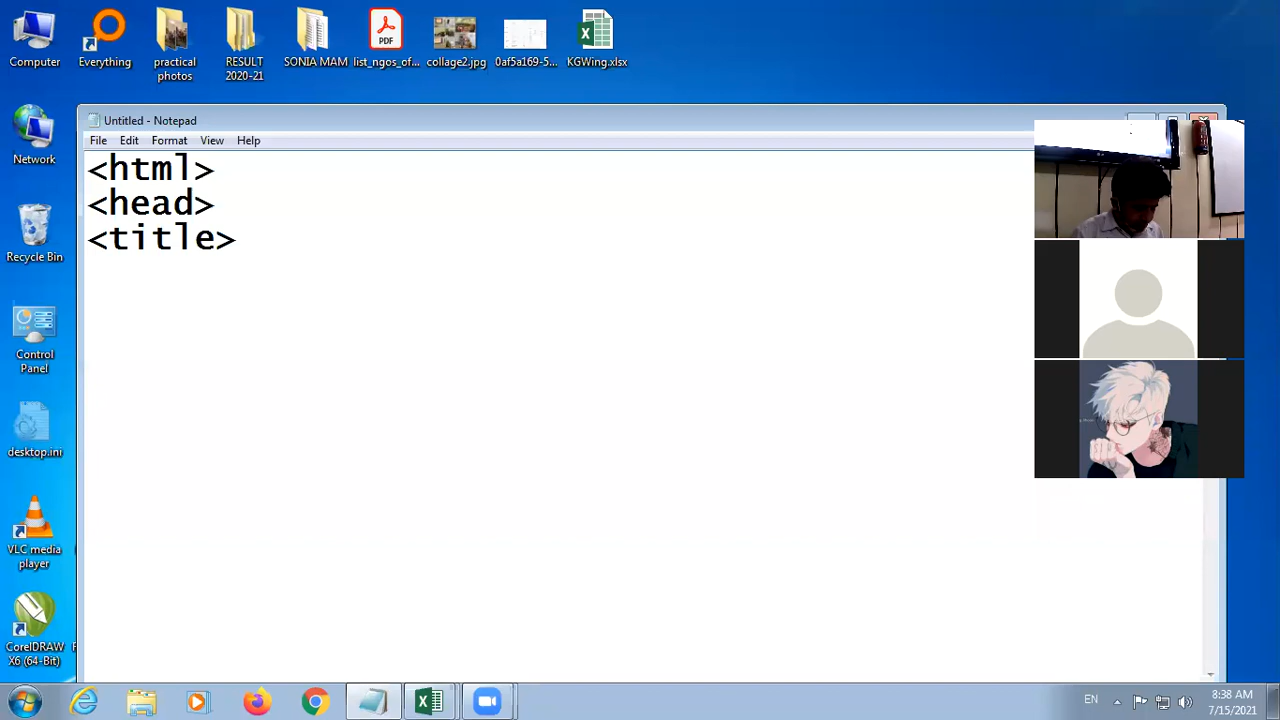 Computer
Everything
practical
photos
RESULT
2020-21
SONIA MAM
list_ngos_of...
collage2.jpg
0af5a169-5...
KGWing.xlsx
PDF
Network
Recycle Bin
Control
Panel
desktop.ini
VLC media
player
CorelDRAW
X6 (64-Bit)
Untitled - Notepad
File Edit Format View Help
<html>
<head>
<title>
EN
8:38 AM
7/15/2021